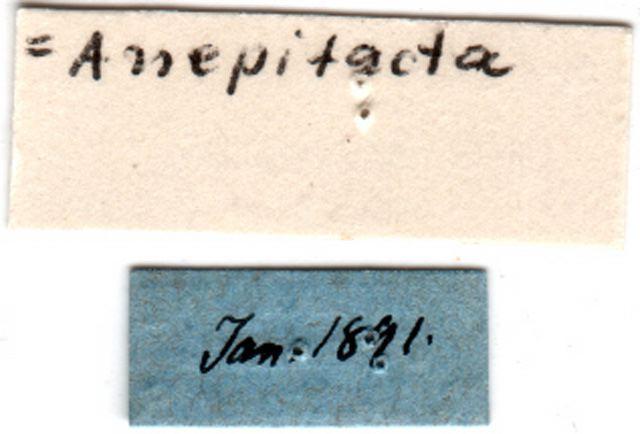 = Anepitacta
Jan. 1891.